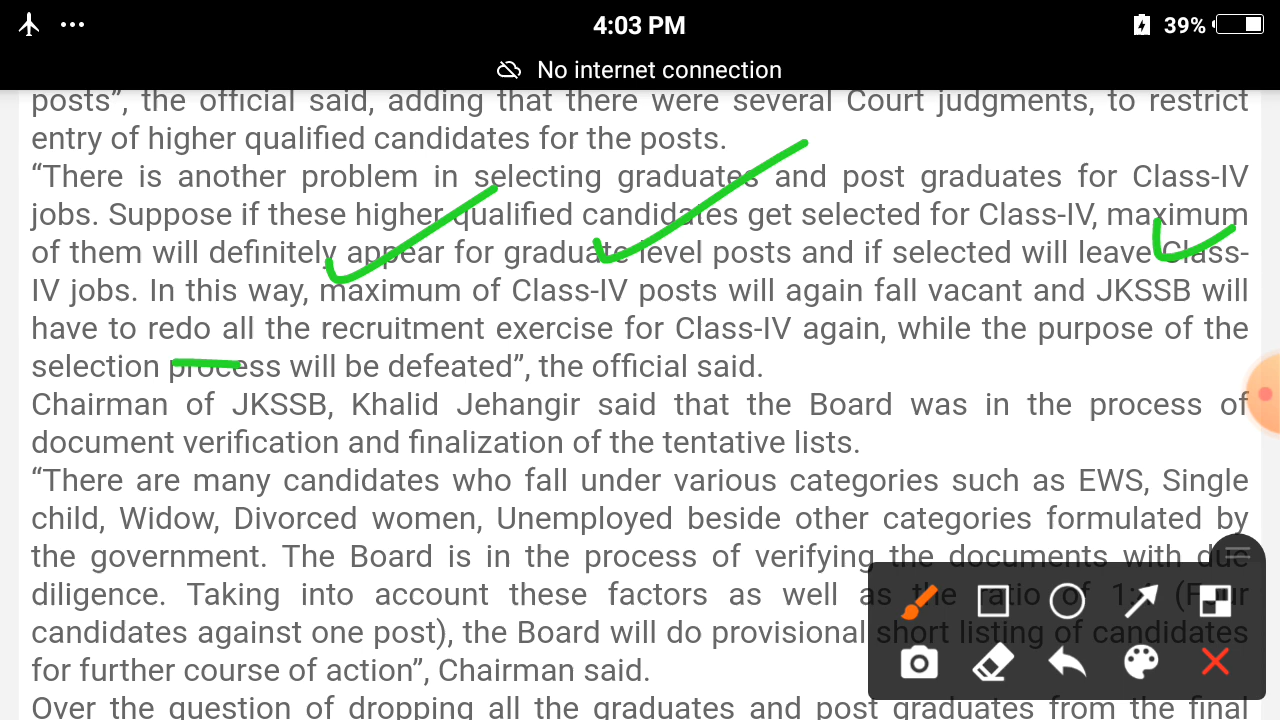 4:03 PM
39%
No internet connection
posts”, the official said, adding that there were several Court judgments, to restrict
entry of higher qualified candidates for the posts.
“There is another problem in selecting graduates and post graduates for Class-IV
jobs. Suppose if these higher qualified candidates get selected for Class-IV, maximum
of them will definitely appear for graduate level posts and if selected will leave Class-
IV jobs. In this way, maximum of Class-IV posts will again fall vacant and JKSSB will
have to redo all the recruitment exercise for Class-IV again, while the purpose of the
selection process will be defeated”, the official said.
Chairman of JKSSB, Khalid Jehangir said that the Board was in the process of
document verification and finalization of the tentative lists.
“There are many candidates who fall under various categories such as EWS, Single
child, Widow, Divorced women, Unemployed beside other categories formulated by
the government. The Board is in the process of verifying the documents with due
diligence. Taking into account these factors as well as the ratio of 1:4 (Four
candidates against one post), the Board will do provisional short listing of candidates
for further course of action”, Chairman said.
Over the question of dropping all the graduates and post graduates from the final